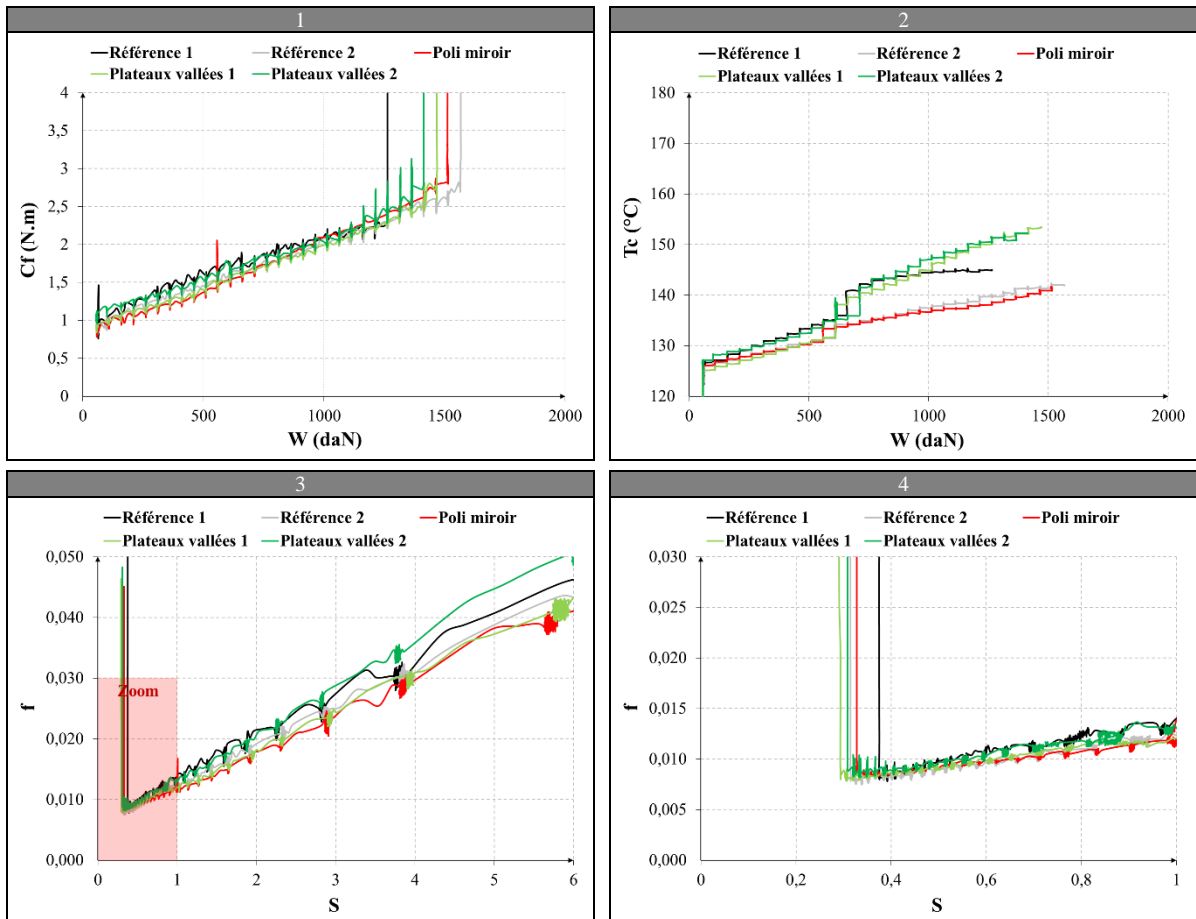 1
Référence 1 Référence 2 Poli miroir
Plateaux vallées 1 Plateaux vallées 2
4
3,5
3
2,5
2
1,5
1
0,5
0
0 500 1000 1500 2000
Cf (N.m)
W (daN)
2
Référence 1 Référence 2 Poli miroir
Plateaux vallées 1 Plateaux vallées 2
180
170
160
150
140
130
120
0 500 1000 1500 2000
Tc (°C)
W (daN)
3
Référence 1 Référence 2 Poli miroir
Plateaux vallées 1 Plateaux vallées 2
0,050
0,040
0,030
0,020
0,010
0,000
Zoom
0 1 2 3 4 5 6
f
S
4
Référence 1 Référence 2 Poli miroir
Plateaux vallées 1 Plateaux vallées 2
0,030
0,025
0,020
0,015
0,010
0,005
0,000
0 0,2 0,4 0,6 0,8 1
f
S